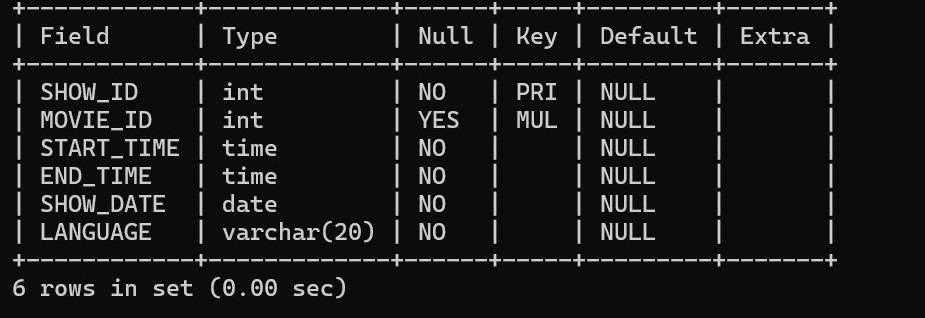 +------------+-------------+------+-----+---------+-------+
| Field      | Type        | Null | Key | Default | Extra |
+------------+-------------+------+-----+---------+-------+
| SHOW_ID    | int         | NO   | PRI | NULL    |       |
| MOVIE_ID   | int         | YES  | MUL | NULL    |       |
| START_TIME | time        | NO   |     | NULL    |       |
| END_TIME   | time        | NO   |     | NULL    |       |
| SHOW_DATE  | date        | NO   |     | NULL    |       |
| LANGUAGE   | varchar(20) | NO   |     | NULL    |       |
+------------+-------------+------+-----+---------+-------+
6 rows in set (0.00 sec)